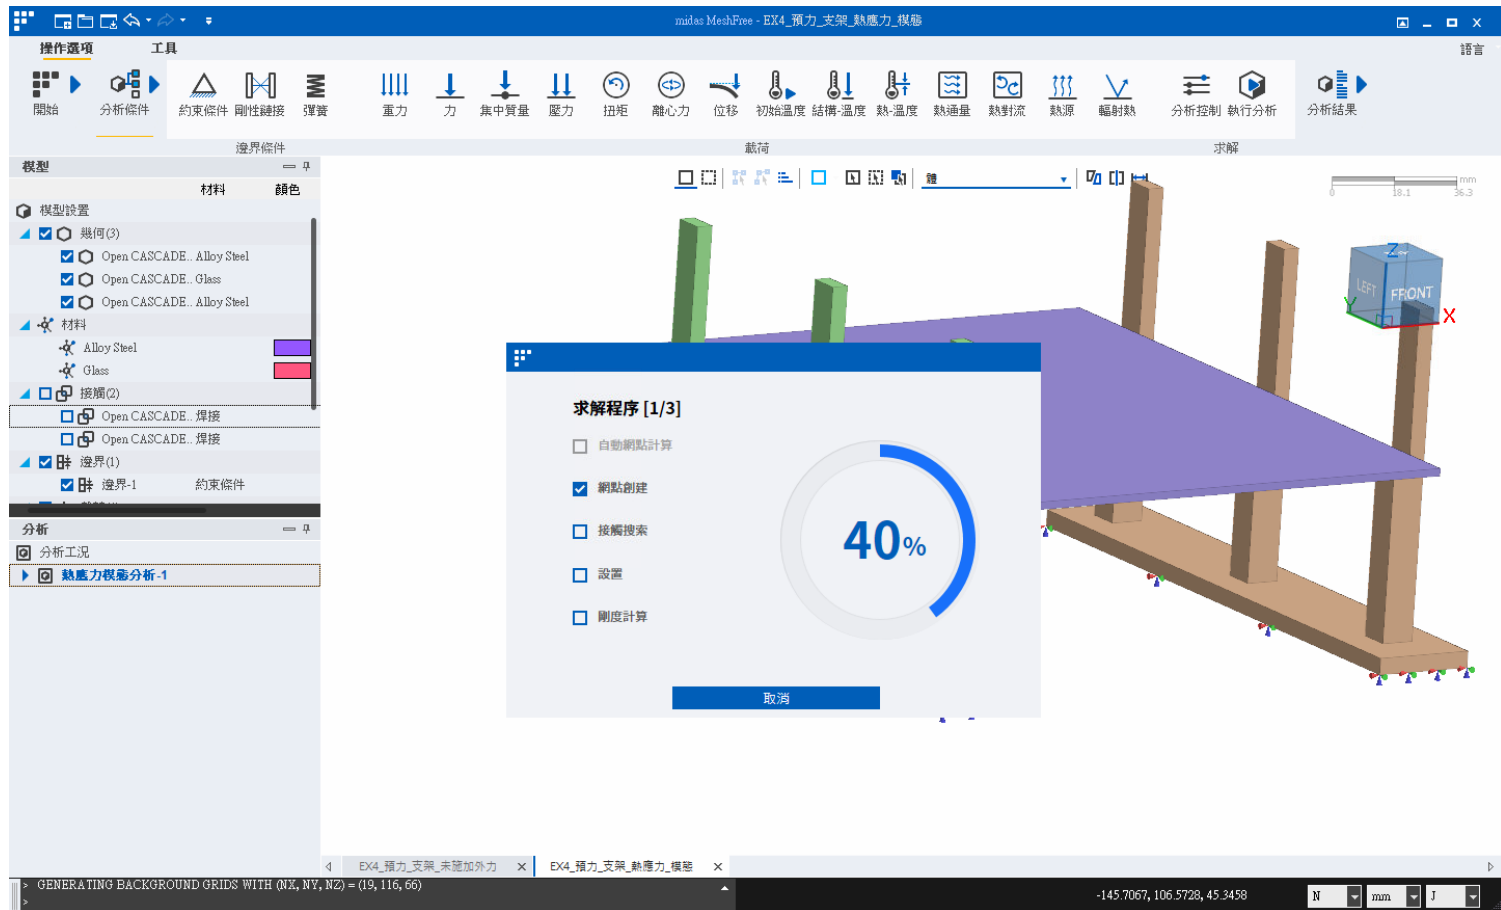 midas MeshFree - EX4_預力_支架_熱應力_模態
操作選項 工具 語言
開始 分析條件 約束條件 剛性鏈接 彈簧 重力 力 集中質量 壓力 扭矩 離心力 位移 初始溫度 結構-溫度 熱-溫度 熱通量 熱對流 熱源 輻射熱 分析控制 執行分析 分析結果
邊界條件 載荷 求解
模型
材料 顏色
模型設置
幾何(3)
Open CASCADE.. Alloy Steel
Open CASCADE.. Glass
Open CASCADE.. Alloy Steel
材料
Alloy Steel
Glass
接觸(2)
Open CASCADE.. 焊接
Open CASCADE.. 焊接
邊界(1)
邊界-1 約束條件
分析
分析工況
熱應力模態分析-1
體
mm
0 18.1 36.3
Z
LEFT FRONT
Y X
求解程序 [1/3]
自動網點計算
網點創建
接觸搜索
設置
剛度計算
40%
取消
EX4_預力_支架_未施加外力 EX4_預力_支架_熱應力_模態
> GENERATING BACKGROUND GRIDS WITH (NX, NY, NZ) = (19, 116, 66)
>
-145.7067, 106.5728, 45.3458 N mm J